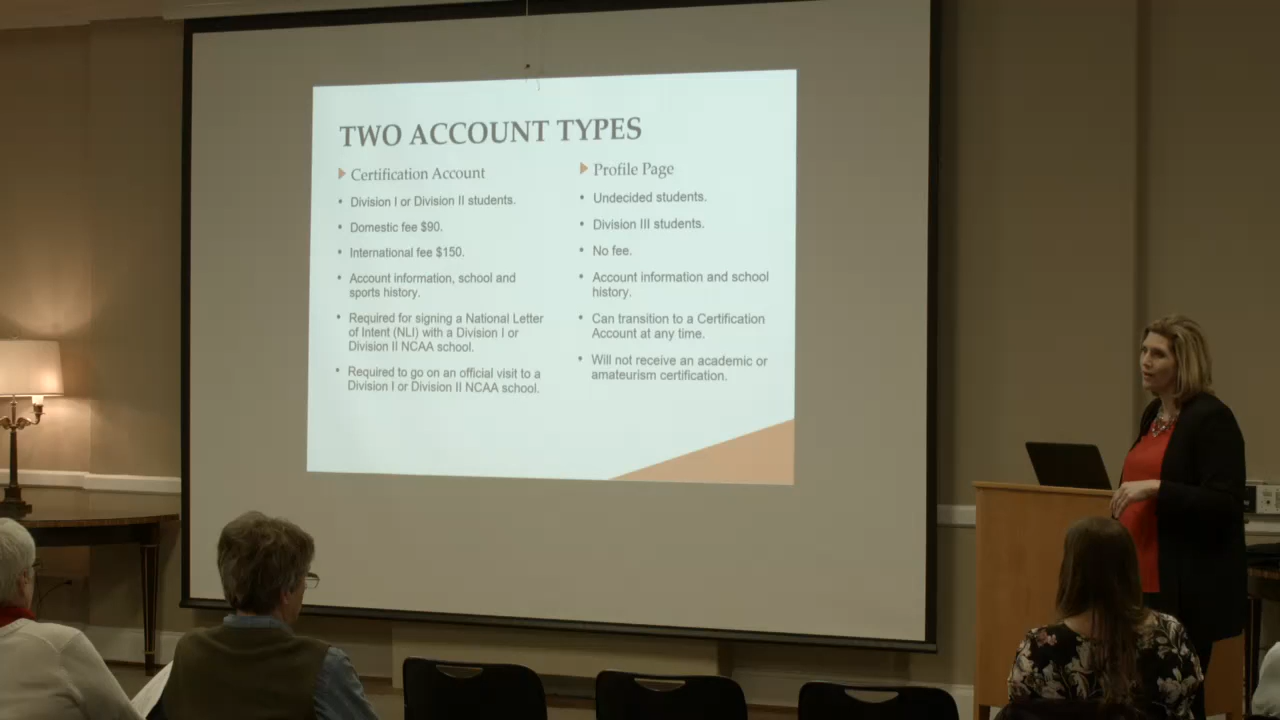 TWO ACCOUNT TYPES
Certification Account
• Division I or Division II students.
• Domestic fee $90.
• International fee $150.
• Account information, school and
sports history.
• Required for signing a National Letter
of Intent (NLI) with a Division I or
Division II NCAA school.
• Required to go on an official visit to a
Division I or Division II NCAA school.
Profile Page
• Undecided students.
• Division III students.
• No fee.
• Account information and school
history.
• Can transition to a Certification
Account at any time.
• Will not receive an academic or
amateurism certification.